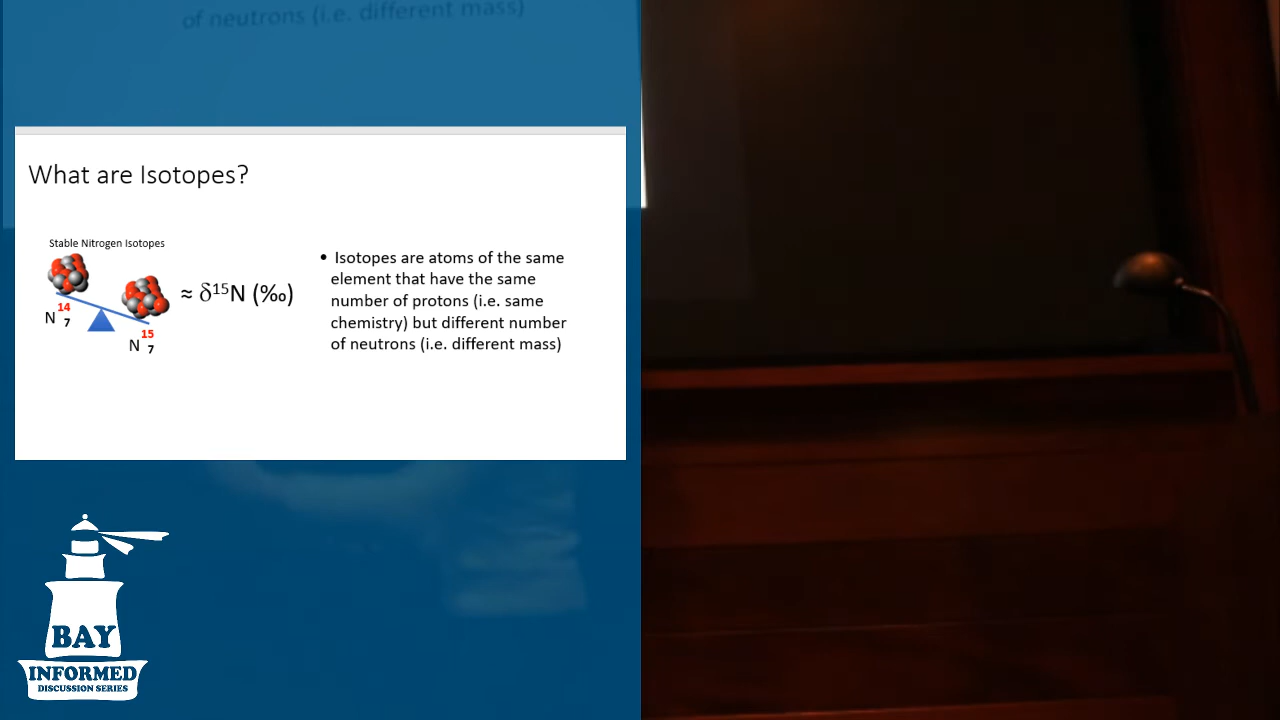 of neutrons (i.e. different mass)
What are Isotopes?
Stable Nitrogen Isotopes
N 14 7
N 15 7
≈ δ¹⁵N (‰)
• Isotopes are atoms of the same
element that have the same
number of protons (i.e. same
chemistry) but different number
of neutrons (i.e. different mass)
BAY
INFORMED
DISCUSSION SERIES